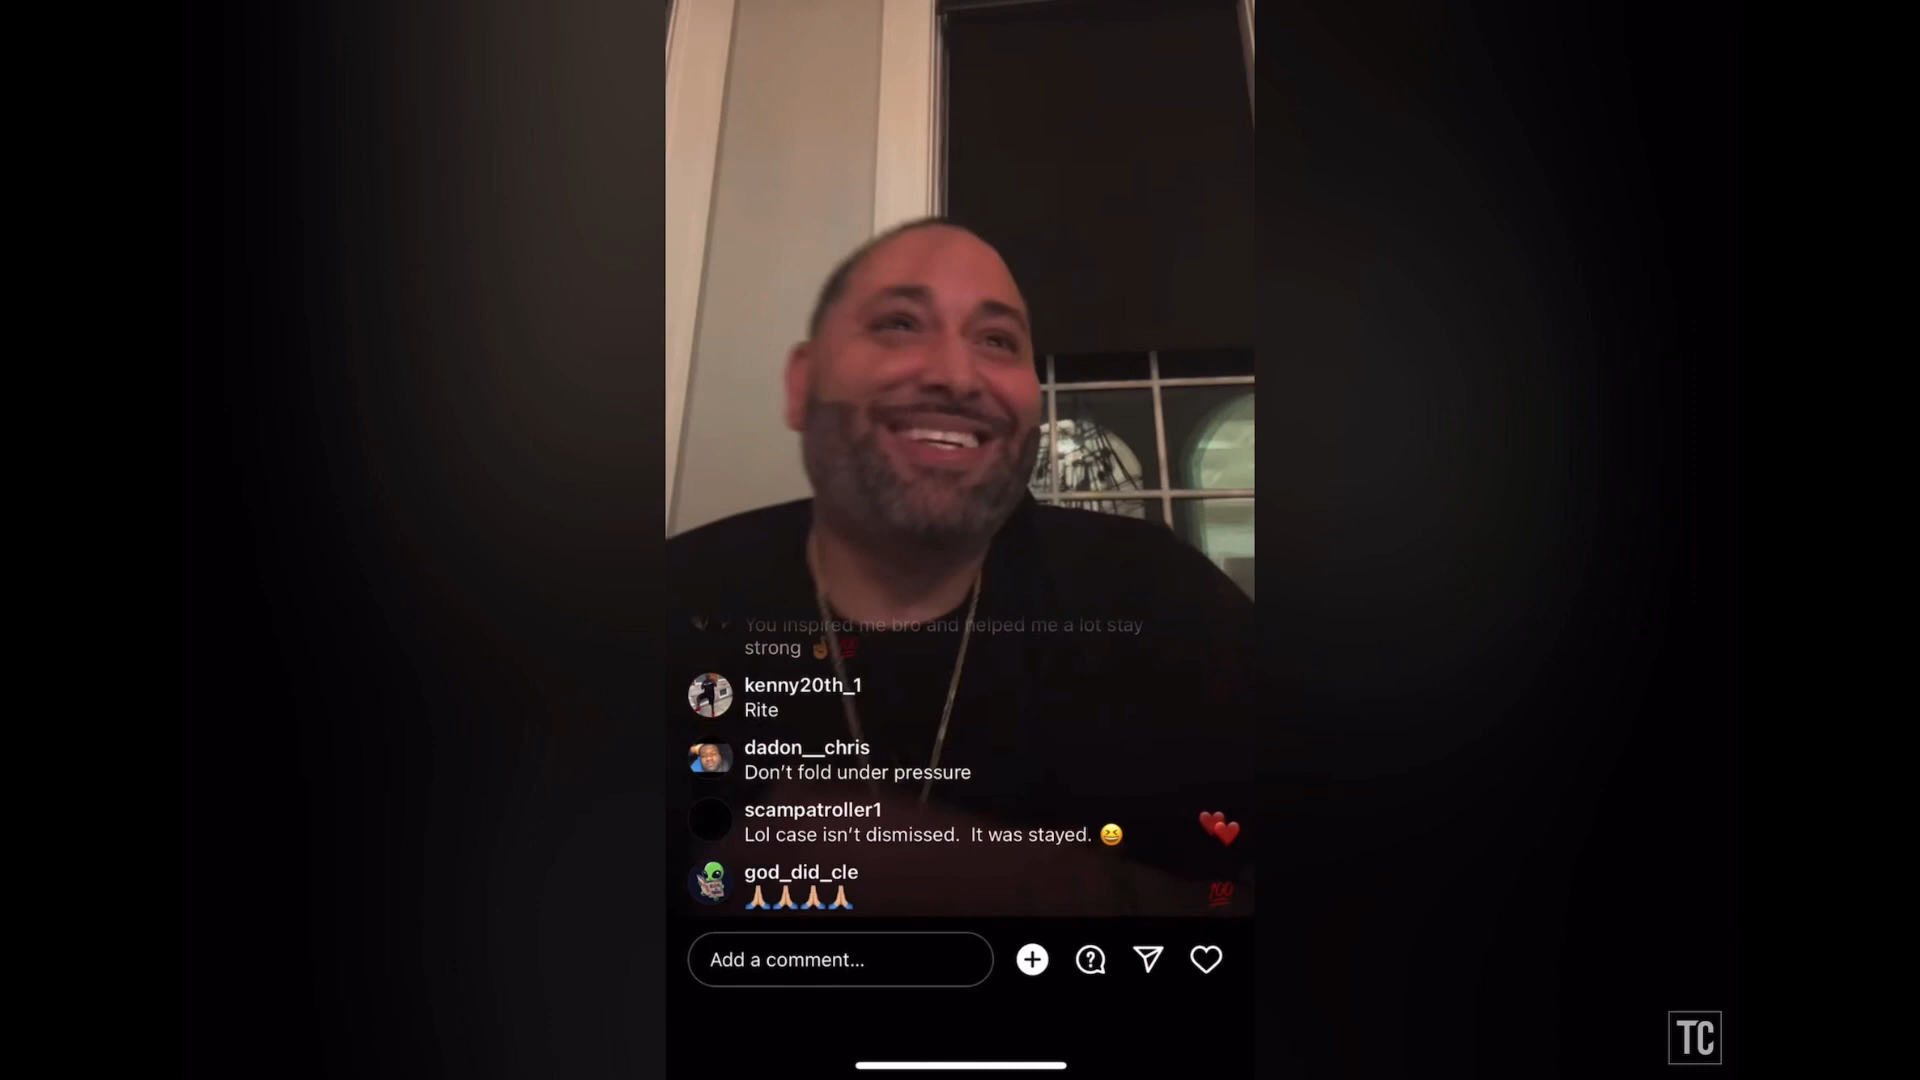 You inspired me bro and helped me a lot stay
strong ☝🏾💯
kenny20th_1
Rite
dadon__chris
Don’t fold under pressure
scampatroller1
Lol case isn’t dismissed.  It was stayed. 😆
god_did_cle
🙏🏼🙏🏼🙏🏼🙏🏼
💯
Add a comment...
TC